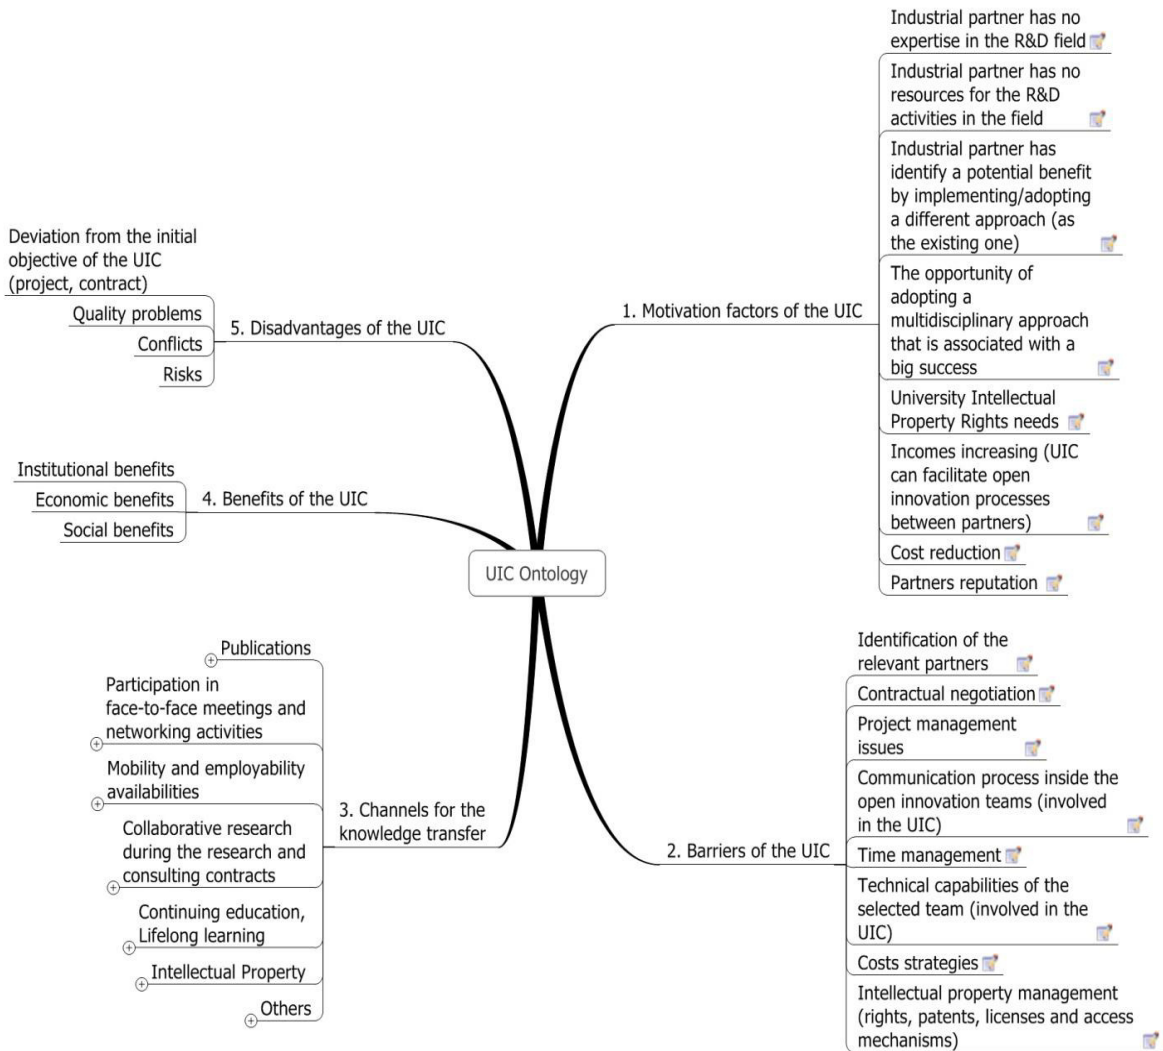 UIC Ontology
1. Motivation factors of the UIC
Industrial partner has no
expertise in the R&D field
Industrial partner has no
resources for the R&D
activities in the field
Industrial partner has
identify a potential benefit
by implementing/adopting
a different approach (as
the existing one)
The opportunity of
adopting a
multidisciplinary approach
that is associated with a
big success
University Intellectual
Property Rights needs
Incomes increasing (UIC
can facilitate open
innovation processes
between partners)
Cost reduction
Partners reputation
2. Barriers of the UIC
Identification of the
relevant partners
Contractual negotiation
Project management
issues
Communication process inside the
open innovation teams (involved
in the UIC)
Time management
Technical capabilities of the
selected team (involved in the
UIC)
Costs strategies
Intellectual property management
(rights, patents, licenses and access
mechanisms)
3. Channels for the
knowledge transfer
Publications
Participation in
face-to-face meetings and
networking activities
Mobility and employability
availabilities
Collaborative research
during the research and
consulting contracts
Continuing education,
Lifelong learning
Intellectual Property
Others
4. Benefits of the UIC
Institutional benefits
Economic benefits
Social benefits
5. Disadvantages of the UIC
Deviation from the initial
objective of the UIC
(project, contract)
Quality problems
Conflicts
Risks